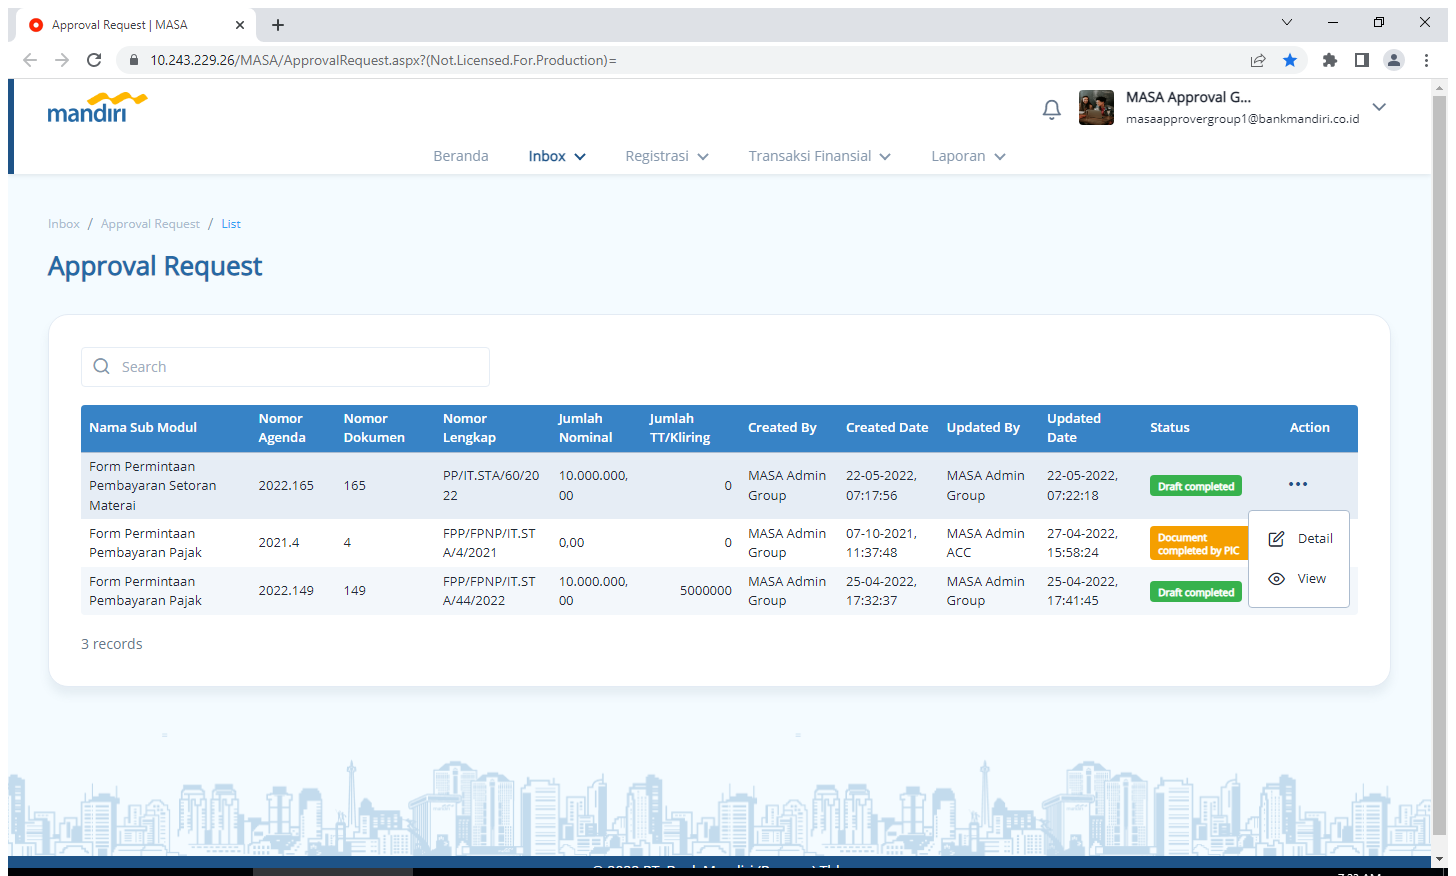 Approval Request | MASA
10.243.229.26/MASA/ApprovalRequest.aspx?(Not.Licensed.For.Production)=
mandiri
MASA Approval G...
masaapprovergroup1@bankmandiri.co.id
Beranda Inbox Registrasi Transaksi Finansial Laporan
Inbox / Approval Request / List
Approval Request
Search
Nama Sub Modul
Nomor
Agenda
Nomor
Dokumen
Nomor
Lengkap
Jumlah
Nominal
Jumlah
TT/Kliring
Created By
Created Date
Updated By
Updated
Date
Status
Action
Form Permintaan
Pembayaran Setoran
Materai
2022.165
165
PP/IT.STA/60/20
22
10.000.000,
00
0
MASA Admin
Group
22-05-2022,
07:17:56
MASA Admin
Group
22-05-2022,
07:22:18
Draft completed
Form Permintaan
Pembayaran Pajak
2021.4
4
FPP/FPNP/IT.ST
A/4/2021
0,00
0
MASA Admin
Group
07-10-2021,
11:37:48
MASA Admin
ACC
27-04-2022,
15:58:24
Document
completed by PIC
Detail
View
Form Permintaan
Pembayaran Pajak
2022.149
149
FPP/FPNP/IT.ST
A/44/2022
10.000.000,
00
5000000
MASA Admin
Group
25-04-2022,
17:32:37
MASA Admin
Group
25-04-2022,
17:41:45
Draft completed
3 records